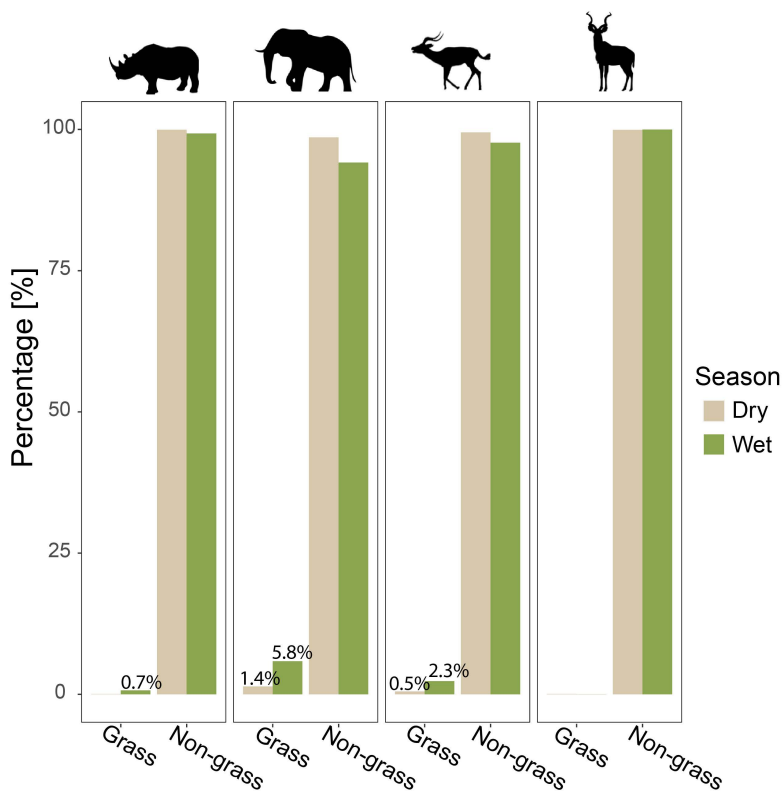 Percentage [%]
100
75
50
25
0
0.7%
1.4%
5.8%
0.5%
2.3%
Grass
Non-grass
Grass
Non-grass
Grass
Non-grass
Grass
Non-grass
Season
Dry
Wet